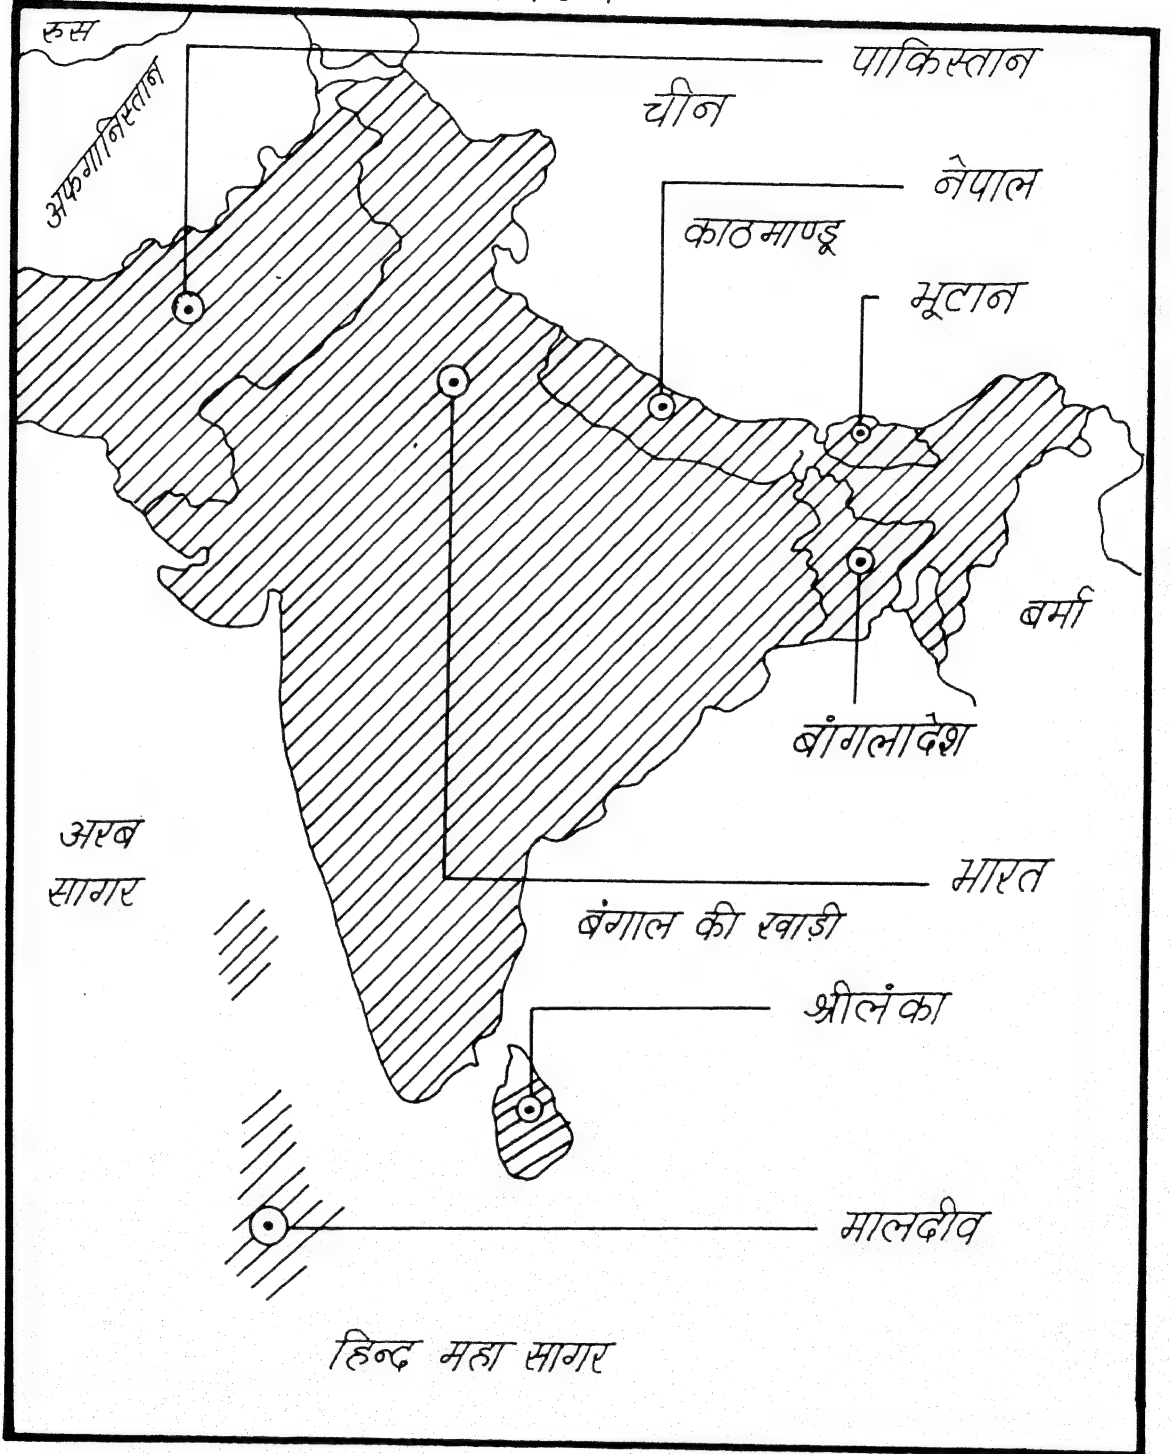 रुस
पाकिस्तान
चीन
अफगानिस्तान
नेपाल
काठमाण्डू
भूटान
बर्मा
बांगलादेश
अरब
सागर
भारत
बंगाल की खाड़ी
श्रीलंका
मालदीव
हिन्द महा सागर